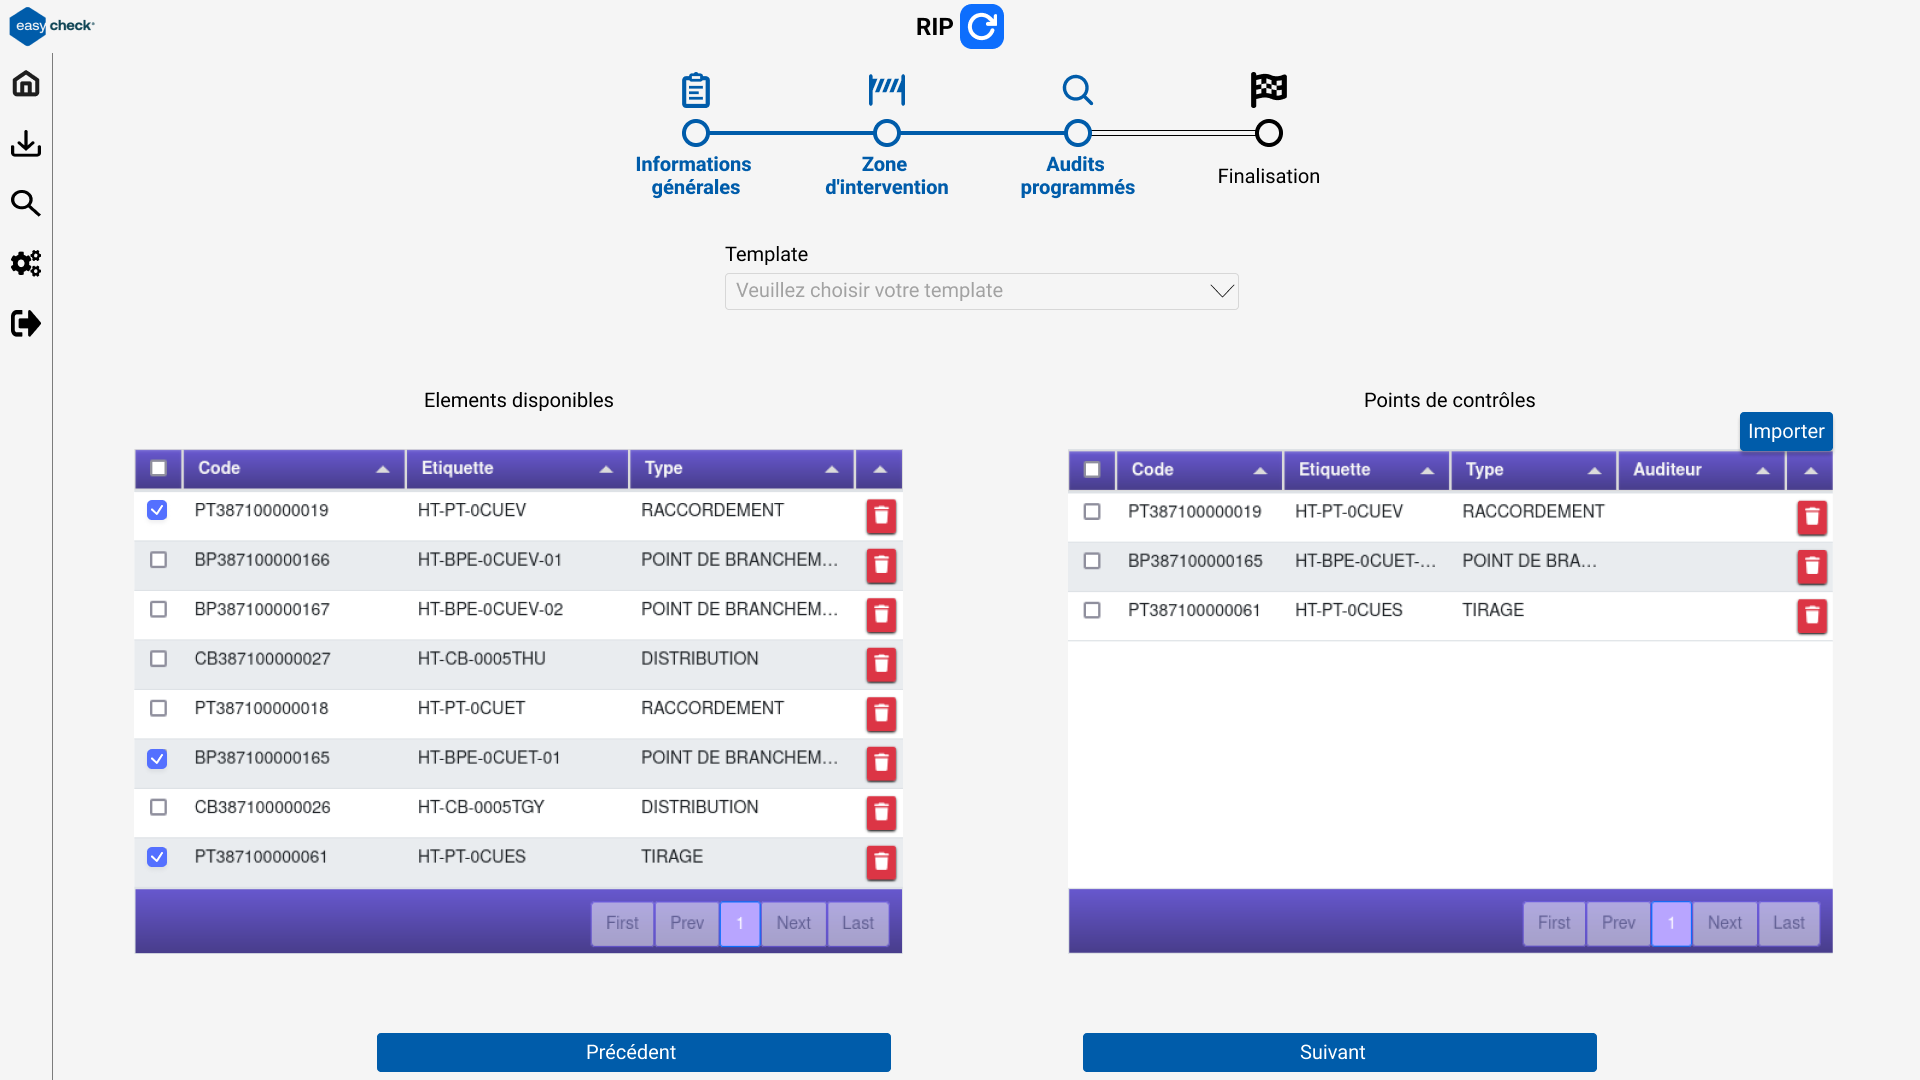 easy check
RIP
Informations générales
Zone d'intervention
Audits programmés
Finalisation
Template
Veuillez choisir votre template
Elements disponibles
Code Etiquette Type
PT387100000019 HT-PT-0CUEV RACCORDEMENT
BP387100000166 HT-BPE-0CUEV-01 POINT DE BRANCHEM...
BP387100000167 HT-BPE-0CUEV-02 POINT DE BRANCHEM...
CB387100000027 HT-CB-0005THU DISTRIBUTION
PT387100000018 HT-PT-0CUET RACCORDEMENT
BP387100000165 HT-BPE-0CUET-01 POINT DE BRANCHEM...
CB387100000026 HT-CB-0005TGY DISTRIBUTION
PT387100000061 HT-PT-0CUES TIRAGE
First Prev 1 Next Last
Points de contrôles
Importer
Code Etiquette Type Auditeur
PT387100000019 HT-PT-0CUEV RACCORDEMENT
BP387100000165 HT-BPE-0CUET-... POINT DE BRA...
PT387100000061 HT-PT-0CUES TIRAGE
First Prev 1 Next Last
Précédent
Suivant